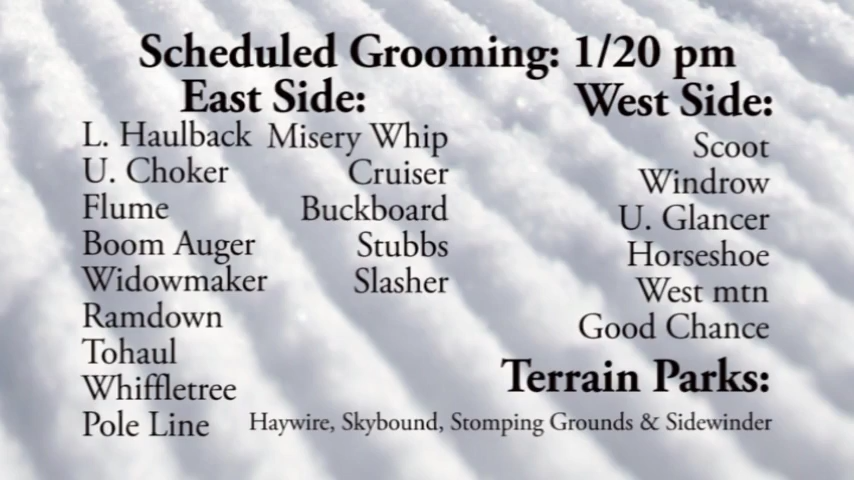 Scheduled Grooming: 1/20 pm
East Side:
L. Haulback
U. Choker
Flume
Boom Auger
Widowmaker
Ramdown
Tohaul
Whiffletree
Pole Line
Misery Whip
Cruiser
Buckboard
Stubbs
Slasher
West Side:
Scoot
Windrow
U. Glancer
Horseshoe
West mtn
Good Chance
Terrain Parks:
Haywire, Skybound, Stomping Grounds & Sidewinder